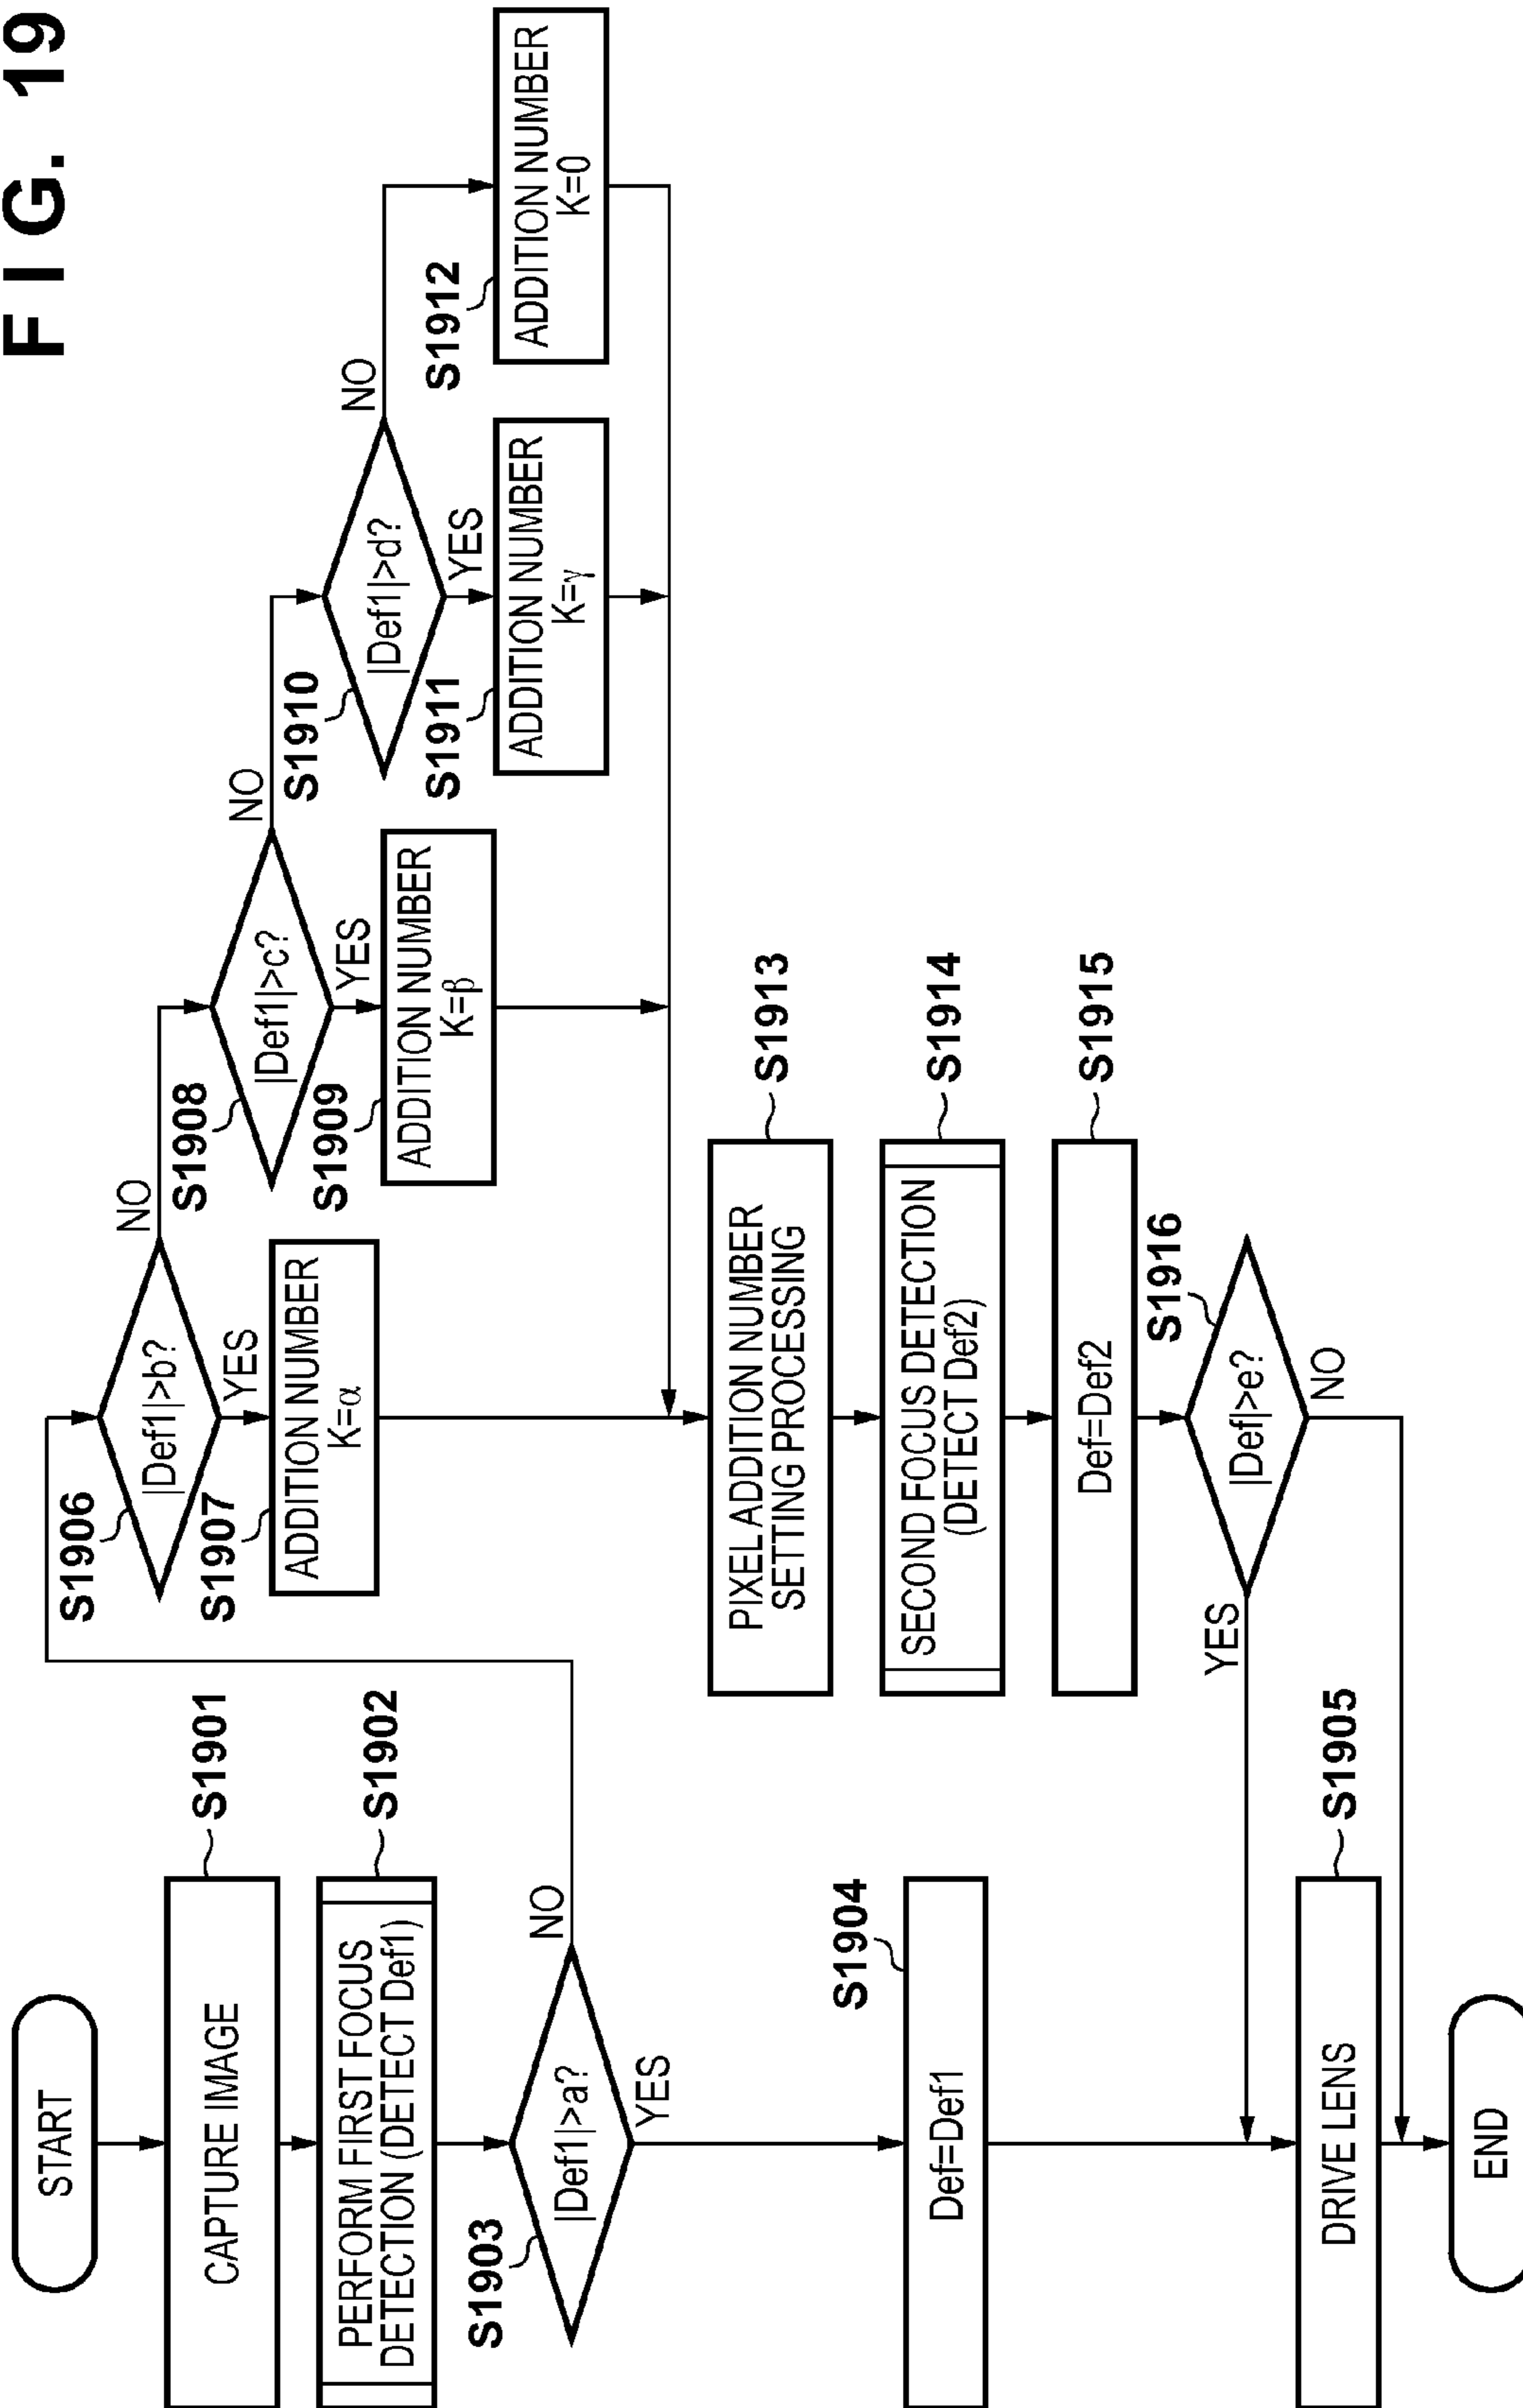 FIG. 19
START
CAPTURE IMAGE
S1901
PERFORM FIRST FOCUS
DETECTION (DETECT Def1)
S1902
S1903
|Def1|>a?
NO
YES
S1904
Def=Def1
DRIVE LENS
S1905
END
S1906
|Def1|>b?
NO
YES
S1907
ADDITION NUMBER
K=α
S1908
|Def1|>c?
NO
YES
S1909
ADDITION NUMBER
K=β
S1910
|Def1|>d?
NO
YES
S1911
ADDITION NUMBER
K=γ
S1912
ADDITION NUMBER
K=0
PIXEL ADDITION NUMBER
SETTING PROCESSING
S1913
SECOND FOCUS DETECTION
(DETECT Def2)
S1914
Def=Def2
S1915
S1916
|Def|>e?
YES
NO